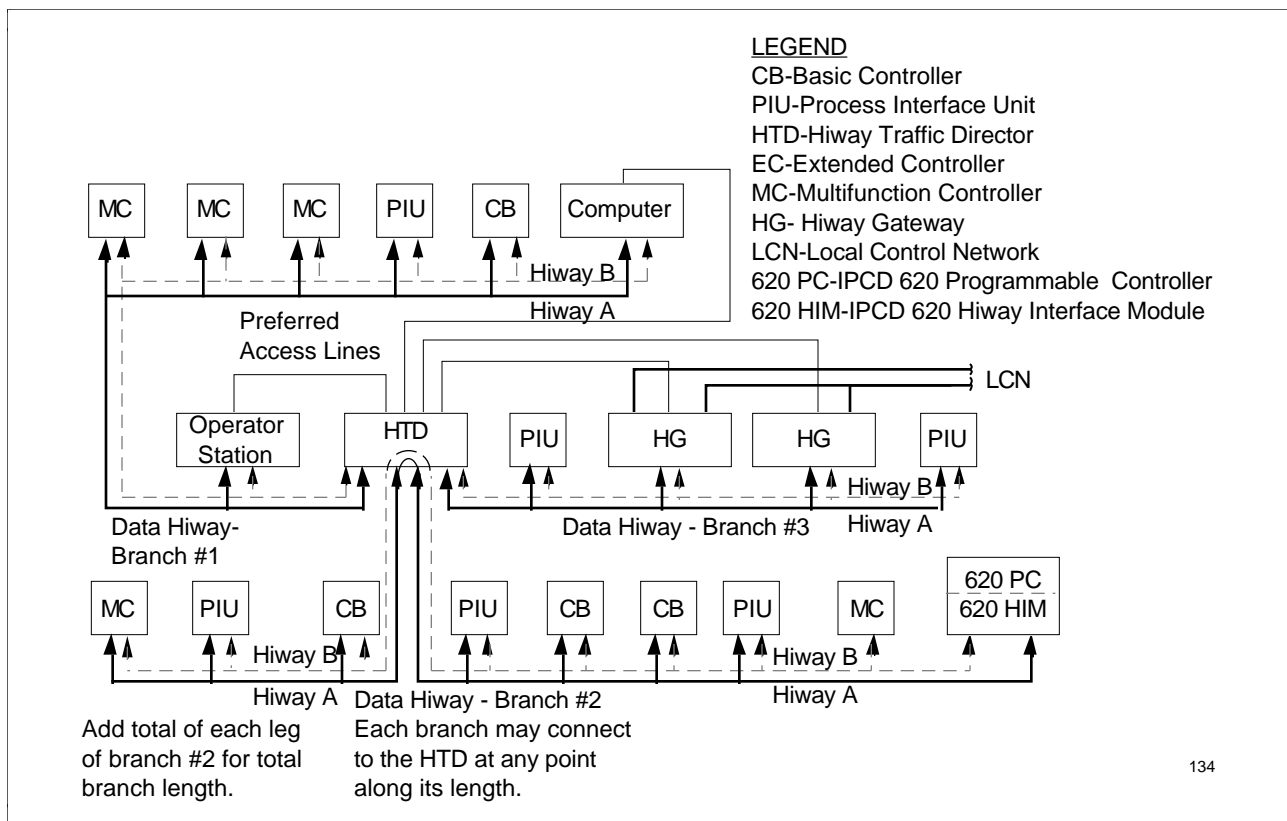 LEGEND
CB-Basic Controller
PIU-Process Interface Unit
HTD-Hiway Traffic Director
EC-Extended Controller
MC-Multifunction Controller
HG- Hiway Gateway
LCN-Local Control Network
620 PC-IPCD 620 Programmable Controller
620 HIM-IPCD 620 Hiway Interface Module
MC
MC
MC
PIU
CB
Computer
Hiway B
Hiway A
Preferred
Access Lines
LCN
Operator
Station
HTD
PIU
HG
HG
PIU
Hiway B
Hiway A
Data Hiway-
Branch #1
Data Hiway - Branch #3
MC
PIU
CB
PIU
CB
CB
PIU
MC
620 PC
620 HIM
Hiway B
Hiway A
Hiway B
Hiway A
Add total of each leg
of branch #2 for total
branch length.
Data Hiway - Branch #2
Each branch may connect
to the HTD at any point
along its length.
134